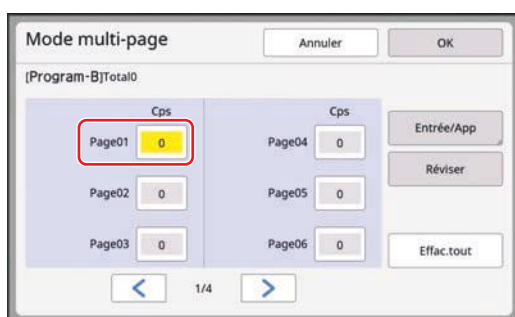 Mode multi-page Annuler OK
[Program-B]Total0
Cps Cps
Page01 0 Page04 0 Entrée/App
Réviser
Page02 0 Page05 0
Page03 0 Page06 0 Effac.tout
< 1/4 >